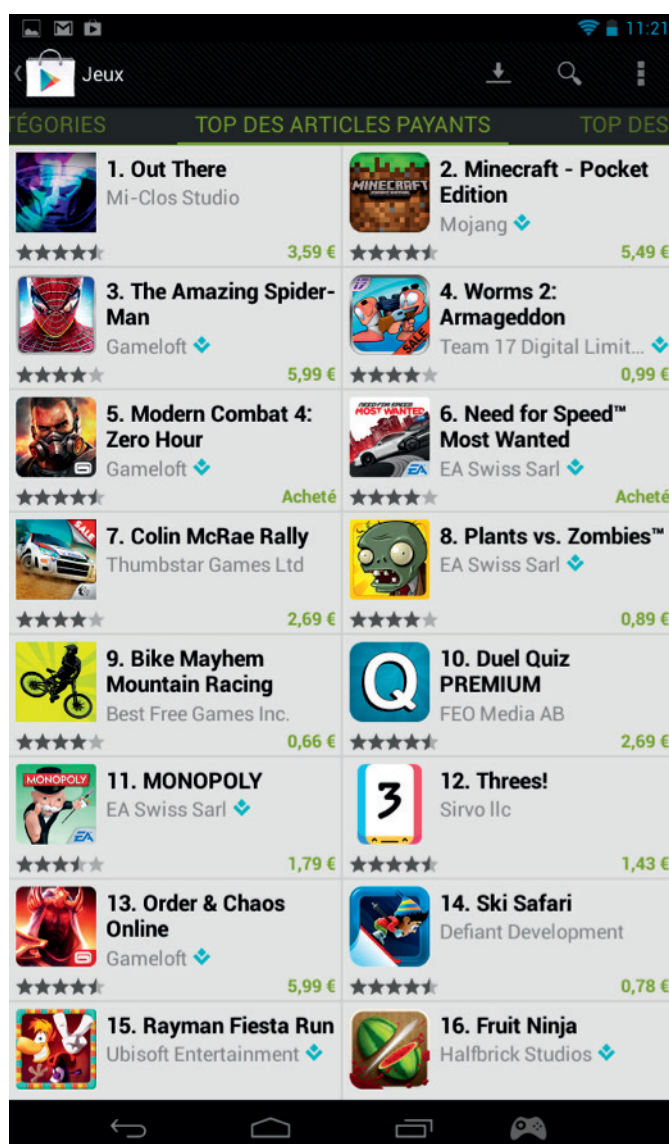 11:21
Jeux
TÉGORIES TOP DES ARTICLES PAYANTS TOP DES
1. Out There
Mi-Clos Studio
3,59 €
MINECRAFT
2. Minecraft - Pocket
Edition
Mojang
5,49 €
3. The Amazing Spider-
Man
Gameloft
5,99 €
SALE
4. Worms 2:
Armageddon
Team 17 Digital Limit...
0,99 €
5. Modern Combat 4:
Zero Hour
Gameloft
Acheté
NEED FOR SPEED
MOST WANTED
EA
6. Need for Speed™
Most Wanted
EA Swiss Sarl
Acheté
SALE
7. Colin McRae Rally
Thumbstar Games Ltd
2,69 €
8. Plants vs. Zombies™
EA Swiss Sarl
0,89 €
9. Bike Mayhem
Mountain Racing
Best Free Games Inc.
0,66 €
Q
10. Duel Quiz
PREMIUM
FEO Media AB
2,69 €
MONOPOLY
EA
11. MONOPOLY
EA Swiss Sarl
1,79 €
3
12. Threes!
Sirvo llc
1,43 €
13. Order & Chaos
Online
Gameloft
5,99 €
14. Ski Safari
Defiant Development
0,78 €
15. Rayman Fiesta Run
Ubisoft Entertainment
16. Fruit Ninja
Halfbrick Studios